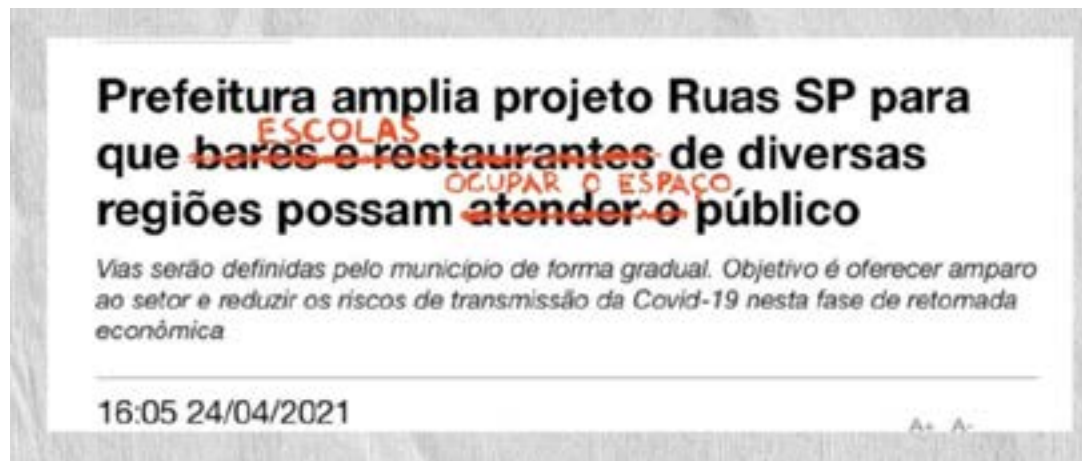 Prefeitura amplia projeto Ruas SP para
ESCOLAS
que bares e restaurantes de diversas
OCUPAR O ESPAÇO
regiões possam atender o público
Vias serão definidas pelo município de forma gradual. Objetivo é oferecer amparo
ao setor e reduzir os riscos de transmissão da Covid-19 nesta fase de retomada
econômica
16:05 24/04/2021
A+ A-